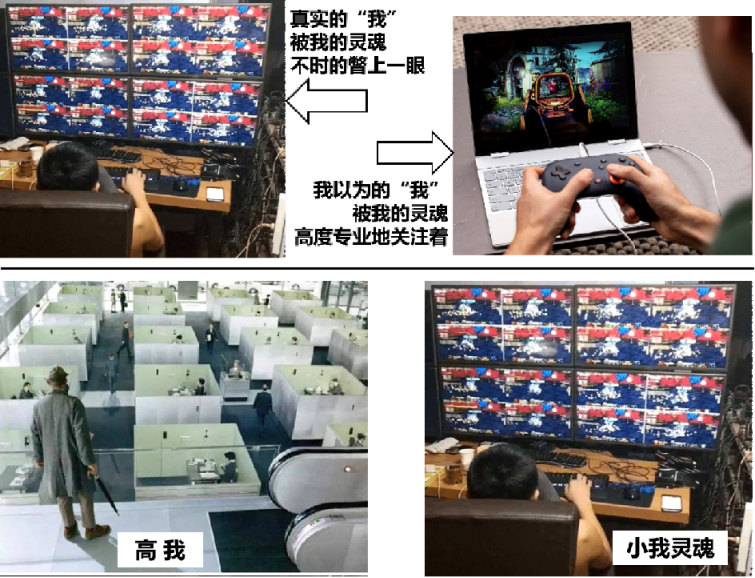 真实的“我”
被我的灵魂
不时的瞥上一眼
我以为的“我”
被我的灵魂
高度专业地关注着
高 我
小我灵魂